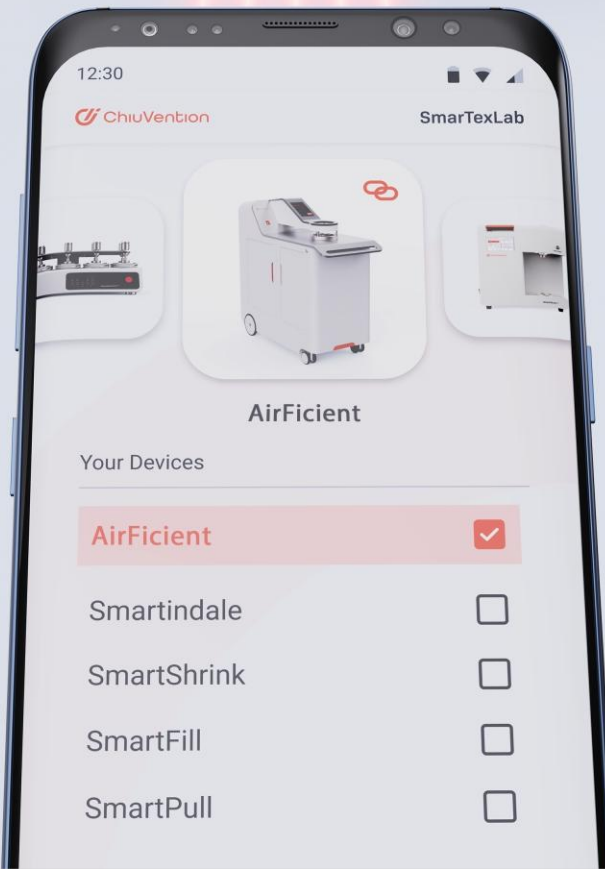 12:30
ChiuVention
SmarTexLab
AirFicient
Your Devices
AirFicient
Smartindale
SmartShrink
SmartFill
SmartPull